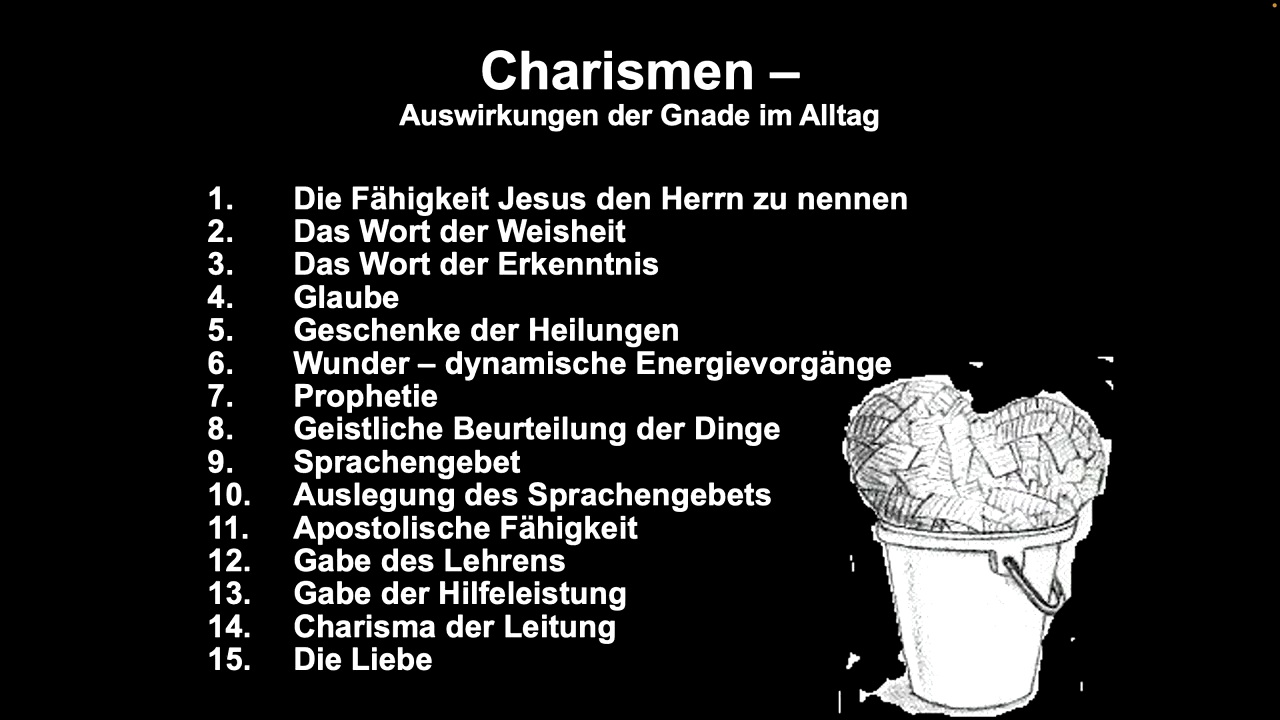 Charismen –
Auswirkungen der Gnade im Alltag
1. Die Fähigkeit Jesus den Herrn zu nennen
2. Das Wort der Weisheit
3. Das Wort der Erkenntnis
4. Glaube
5. Geschenke der Heilungen
6. Wunder – dynamische Energievorgänge
7. Prophetie
8. Geistliche Beurteilung der Dinge
9. Sprachengebet
10. Auslegung des Sprachengebets
11. Apostolische Fähigkeit
12. Gabe des Lehrens
13. Gabe der Hilfeleistung
14. Charisma der Leitung
15. Die Liebe